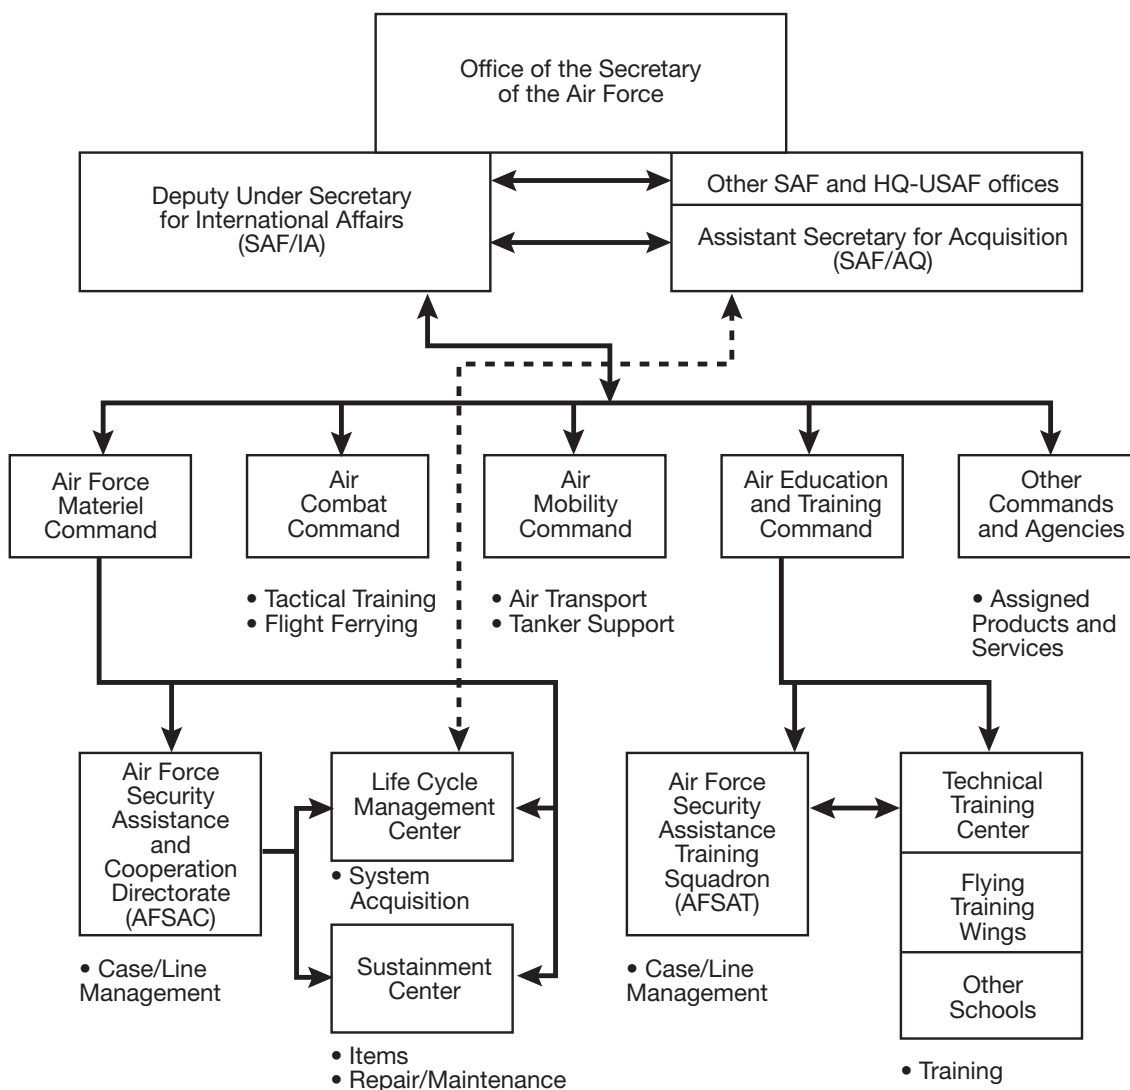 Office of the Secretary
of the Air Force
Deputy Under Secretary
for International Affairs
(SAF/IA)
Other SAF and HQ-USAF offices
Assistant Secretary for Acquisition
(SAF/AQ)
Air Force
Materiel
Command
Air
Combat
Command
Air
Mobility
Command
Air Education
and Training
Command
Other
Commands
and Agencies
• Tactical Training
• Flight Ferrying
• Air Transport
• Tanker Support
• Assigned
Products and
Services
Air Force
Security
Assistance
and
Cooperation
Directorate
(AFSAC)
• Case/Line
Management
Life Cycle
Management
Center
• System
Acquisition
Sustainment
Center
• Items
• Repair/Maintenance
Air Force
Security
Assistance
Training
Squadron
(AFSAT)
• Case/Line
Management
Technical
Training
Center
Flying
Training
Wings
Other
Schools
• Training